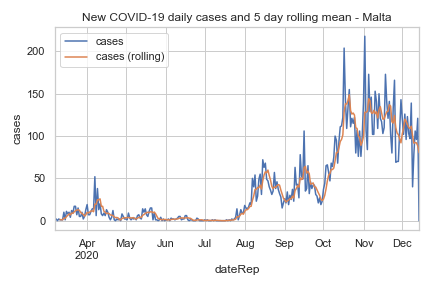 New COVID-19 daily cases and 5 day rolling mean - Malta
cases
cases (rolling)
200
150
100
50
0
cases
Apr May Jun Jul Aug Sep Oct Nov Dec
2020
dateRep